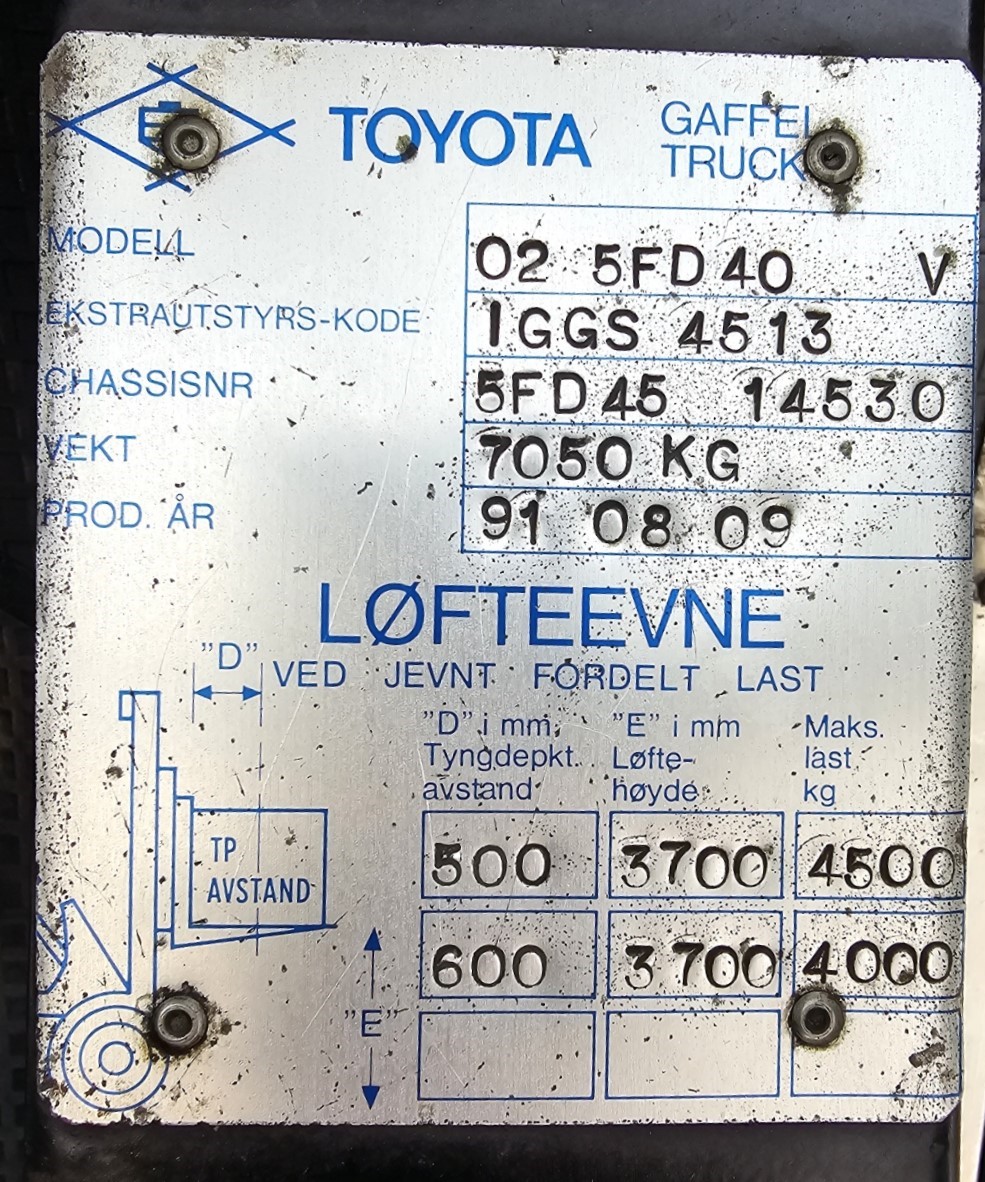 TOYOTA
GAFFEL
TRUCK
MODELL 02 5FD40 V
EKSTRAUTSTYRS-KODE 1GGS 4513
CHASSISNR 5FD45 14530
VEKT 7050 KG
PROD. ÅR 91 08 09
LØFTEEVNE
VED JEVNT FORDELT LAST
"D"
"D" i mm "E" i mm Maks.
Tyngdepkt. Løfte- last
avstand høyde kg
TP
AVSTAND
500 3700 4500
600 3700 4000
"E"